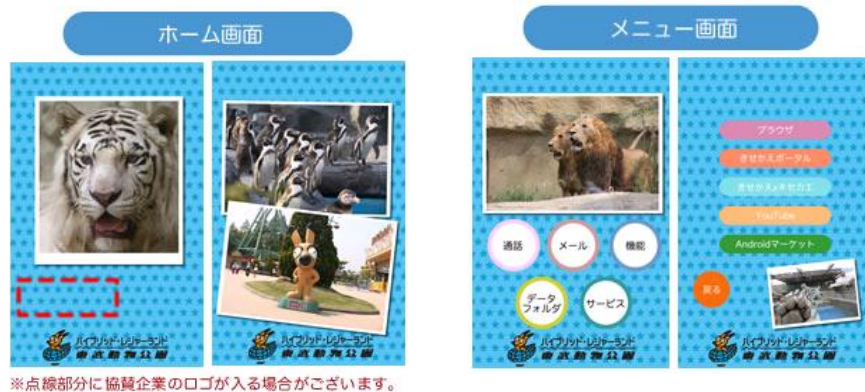 ホーム画面
メニュー画面
ハイブリッド・レジャーランド
東武動物公園
ハイブリッド・レジャーランド
東武動物公園
※点線部分に協賛企業のロゴが入る場合がございます。
通話
メール
機能
データ
フォルダ
サービス
ハイブリッド・レジャーランド
東武動物公園
ブラウザ
きせかえポータル
きせかえ♪キセカエ
YouTube
Androidマーケット
戻る
ハイブリッド・レジャーランド
東武動物公園